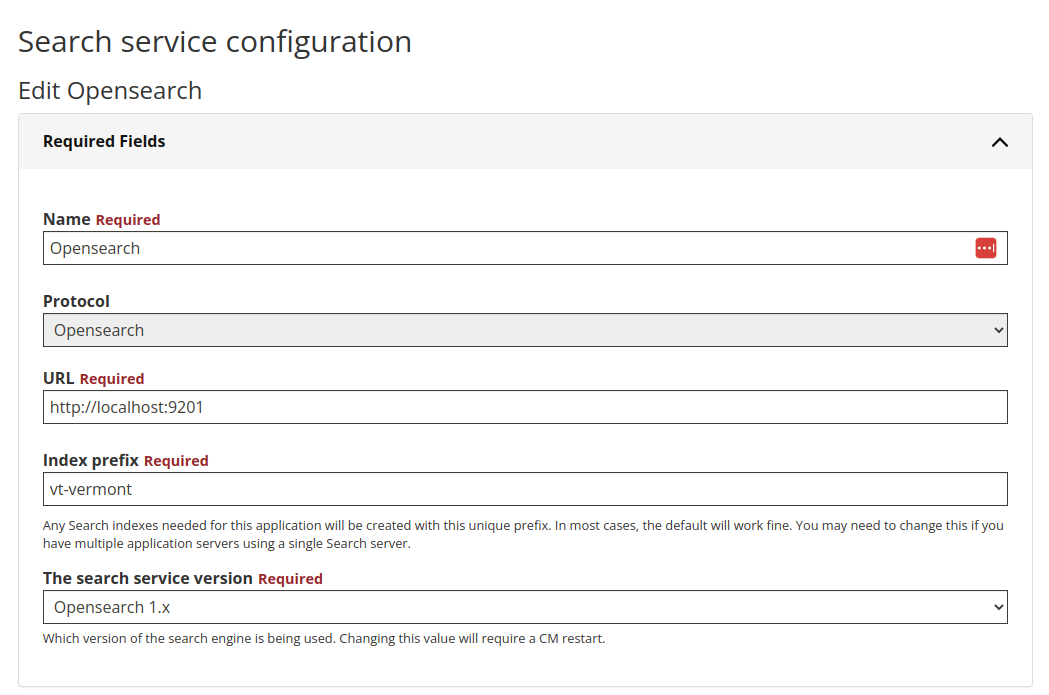 Search service configuration
Edit Opensearch
Required Fields
Name Required
Opensearch
Protocol
Opensearch
URL Required
http://localhost:9201
Index prefix Required
vt-vermont
Any Search indexes needed for this application will be created with this unique prefix. In most cases, the default will work fine. You may need to change this if you
have multiple application servers using a single Search server.
The search service version Required
Opensearch 1.x
Which version of the search engine is being used. Changing this value will require a CM restart.